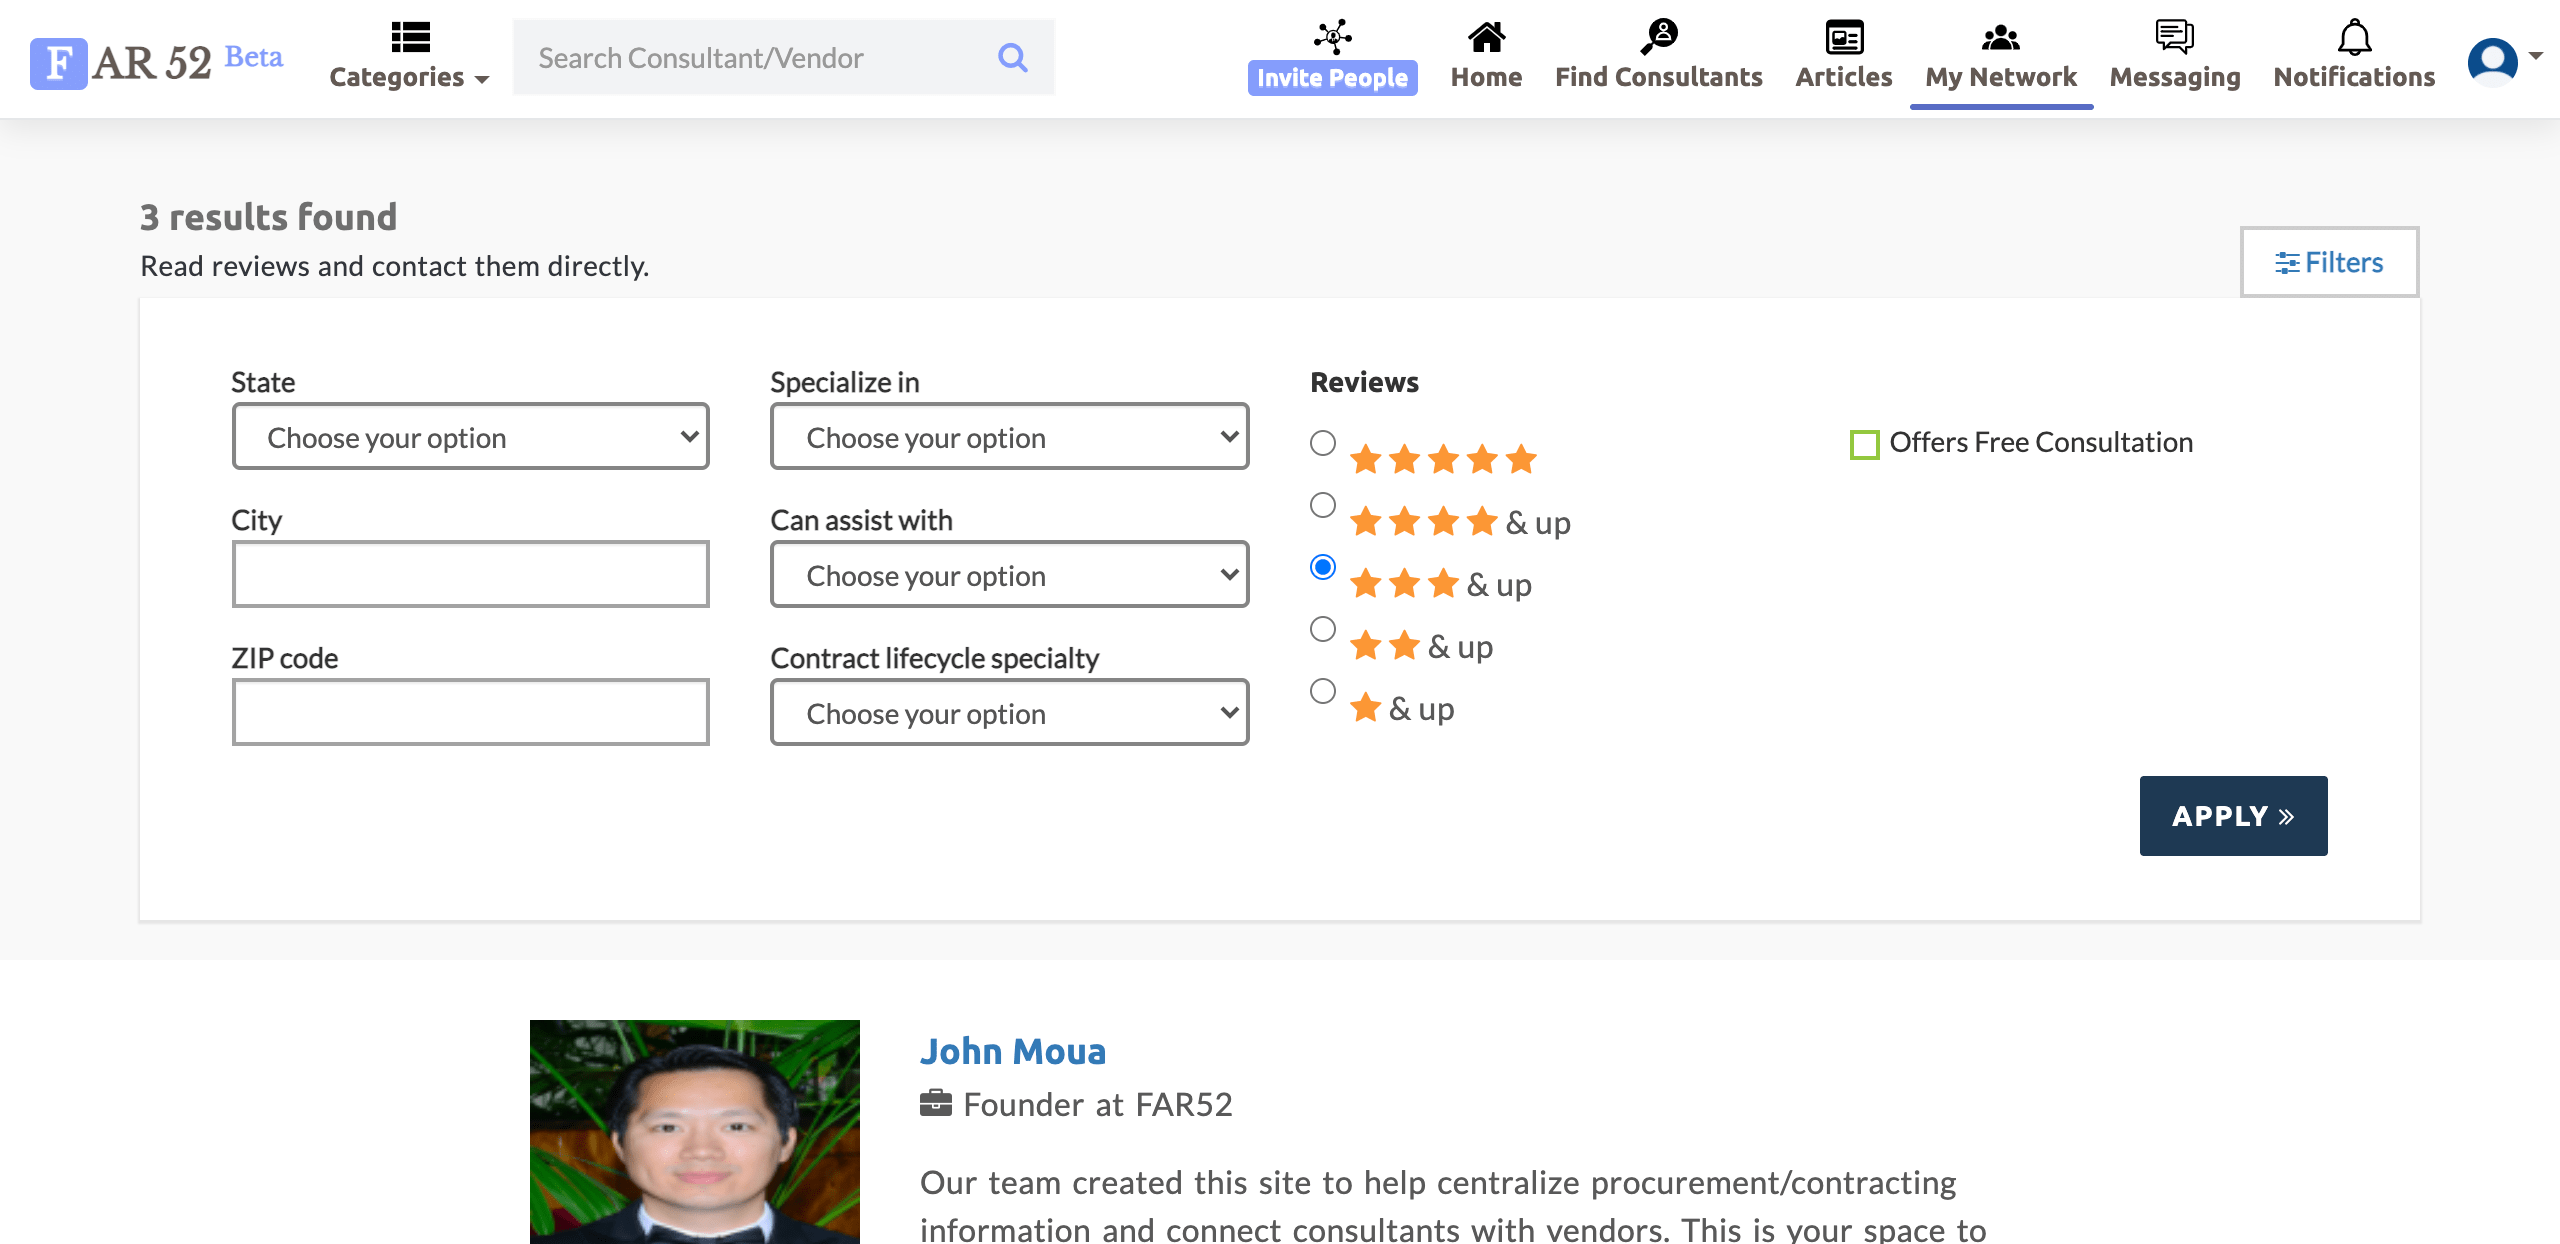 FAR 52 Beta
Categories
Search Consultant/Vendor
Invite People
Home
Find Consultants
Articles
My Network
Messaging
Notifications
3 results found
Read reviews and contact them directly.
Filters
State
Choose your option
City
ZIP code
Specialize in
Choose your option
Can assist with
Choose your option
Contract lifecycle specialty
Choose your option
Reviews
& up
& up
& up
& up
Offers Free Consultation
APPLY »
John Moua
Founder at FAR52
Our team created this site to help centralize procurement/contracting
information and connect consultants with vendors. This is your space to